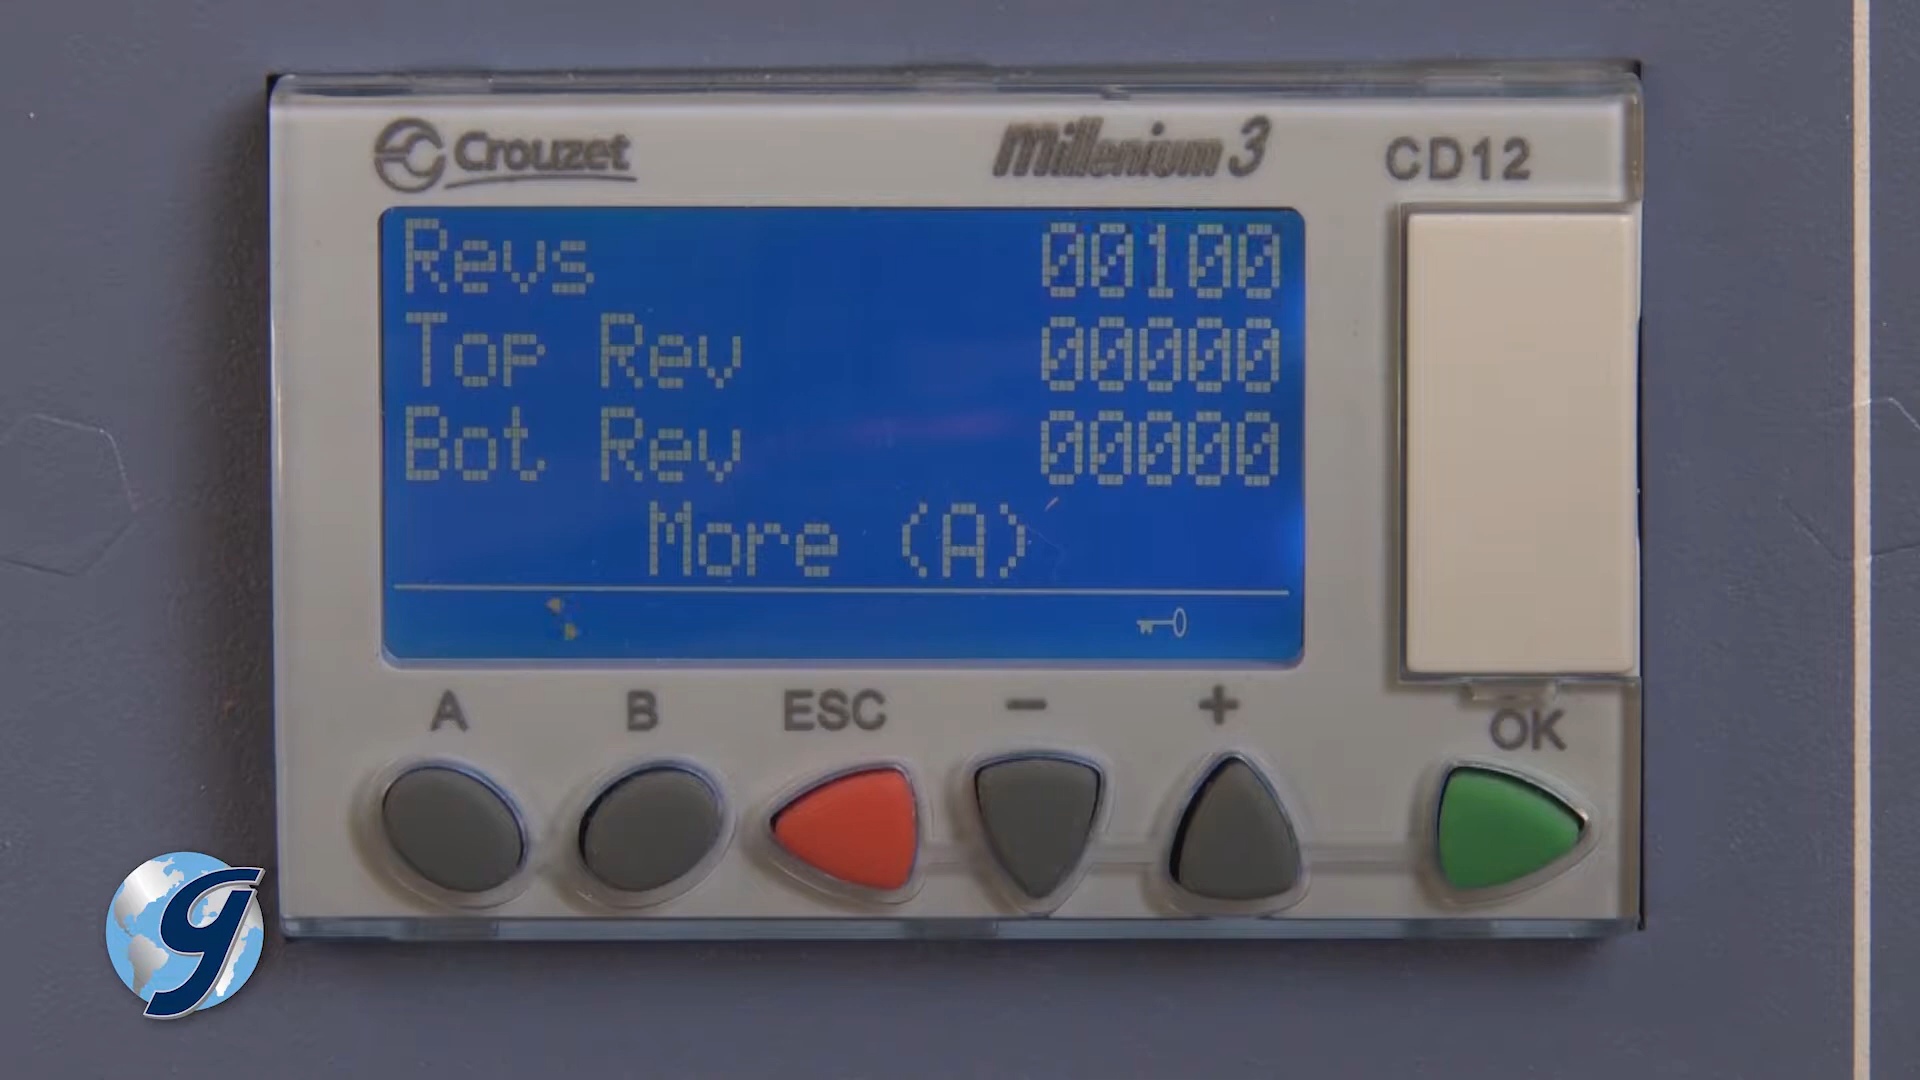 Crouzet millenium 3 CD12
Revs 00100
Top Rev 00000
Bot Rev 00000
More (A)
A B ESC - + OK
g